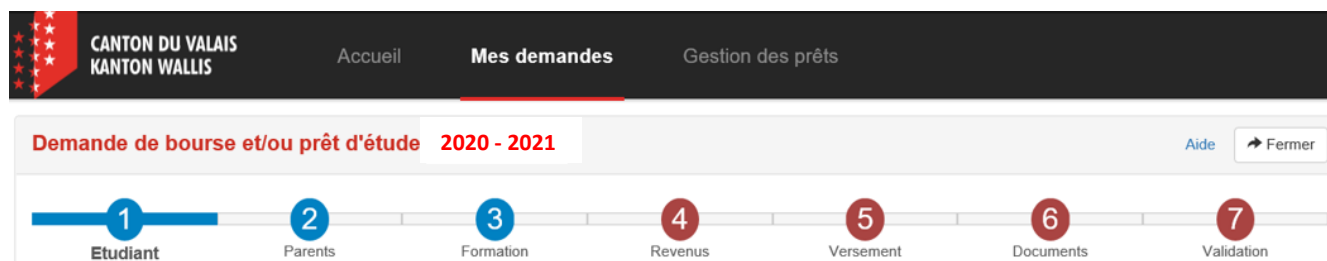 CANTON DU VALAIS
KANTON WALLIS
Accueil Mes demandes Gestion des prêts
Demande de bourse et/ou prêt d'étude 2020 - 2021 Aide Fermer
1 2 3 4 5 6 7
Etudiant Parents Formation Revenus Versement Documents Validation